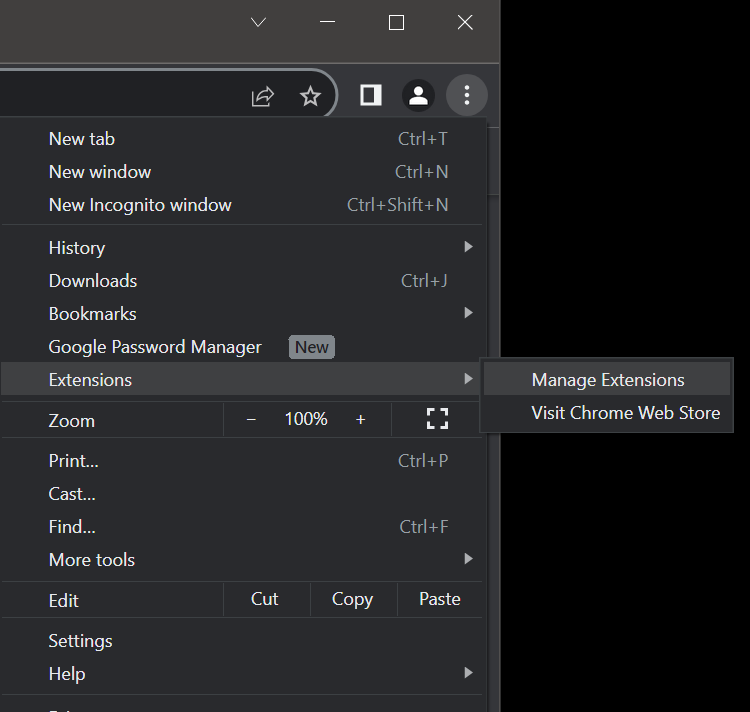 New tab Ctrl+T
New window Ctrl+N
New Incognito window Ctrl+Shift+N
History
Downloads Ctrl+J
Bookmarks
Google Password Manager New
Extensions
Manage Extensions
Visit Chrome Web Store
Zoom − 100% +
Print... Ctrl+P
Cast...
Find... Ctrl+F
More tools
Edit Cut Copy Paste
Settings
Help